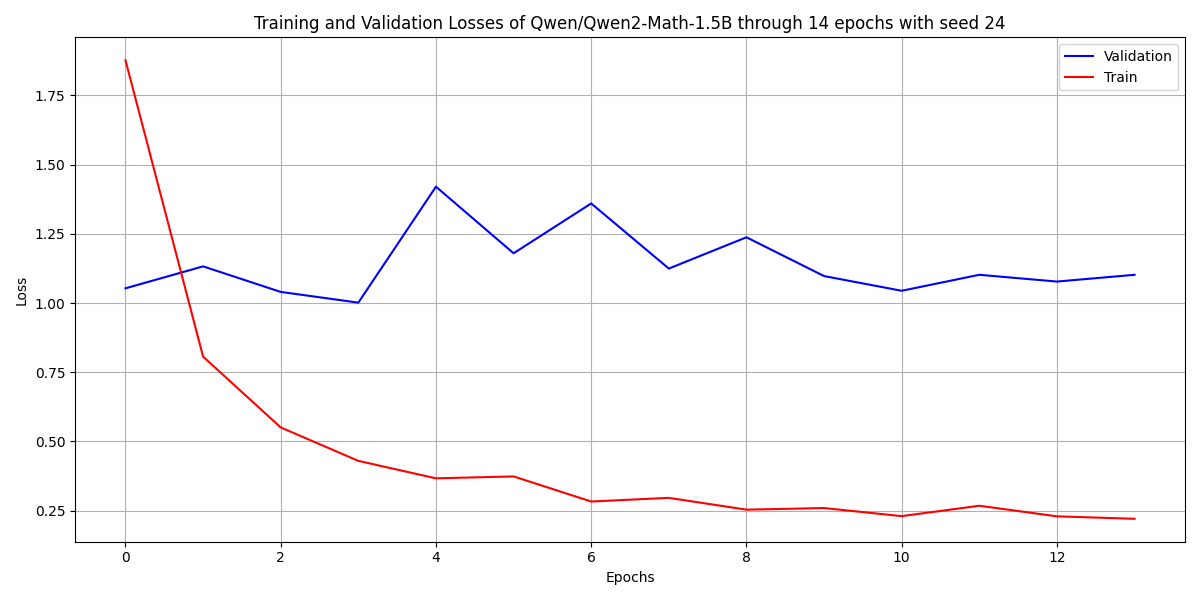 Training and Validation Losses of Qwen/Qwen2-Math-1.5B through 14 epochs with seed 24
Validation
Train
Loss
1.75
1.50
1.25
1.00
0.75
0.50
0.25
0 2 4 6 8 10 12
Epochs